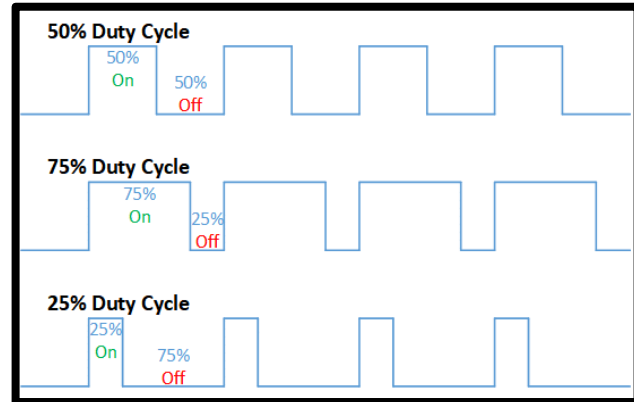 50% Duty Cycle
50%
On
50%
Off
75% Duty Cycle
75%
On
25%
Off
25% Duty Cycle
25%
On
75%
Off